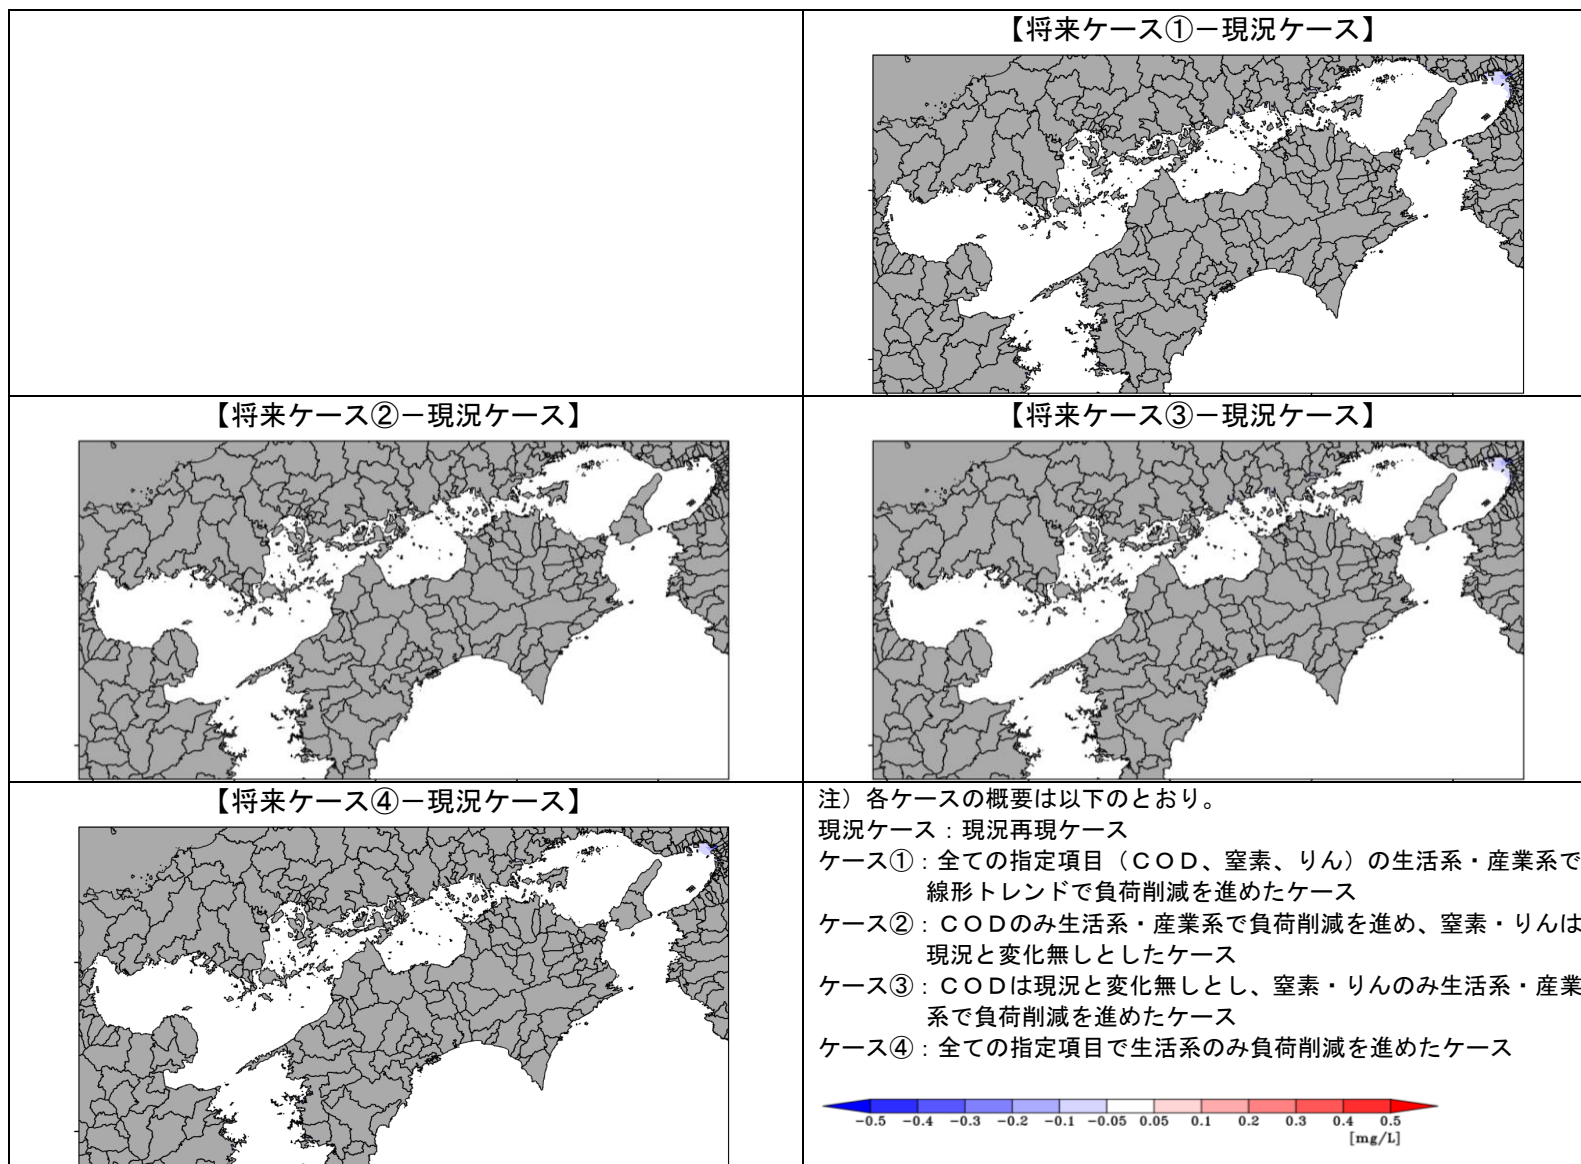 【将来ケース①－現況ケース】
【将来ケース②－現況ケース】
【将来ケース③－現況ケース】
【将来ケース④－現況ケース】
注）各ケースの概要は以下のとおり。
現況ケース：現況再現ケース
ケース①：全ての指定項目（ＣＯＤ、窒素、りん）の生活系・産業系で
線形トレンドで負荷削減を進めたケース
ケース②：ＣＯＤのみ生活系・産業系で負荷削減を進め、窒素・りんは
現況と変化無しとしたケース
ケース③：ＣＯＤは現況と変化無しとし、窒素・りんのみ生活系・産業
系で負荷削減を進めたケース
ケース④：全ての指定項目で生活系のみ負荷削減を進めたケース
-0.5 -0.4 -0.3 -0.2 -0.1 -0.05 0.05 0.1 0.2 0.3 0.4 0.5
[mg/L]